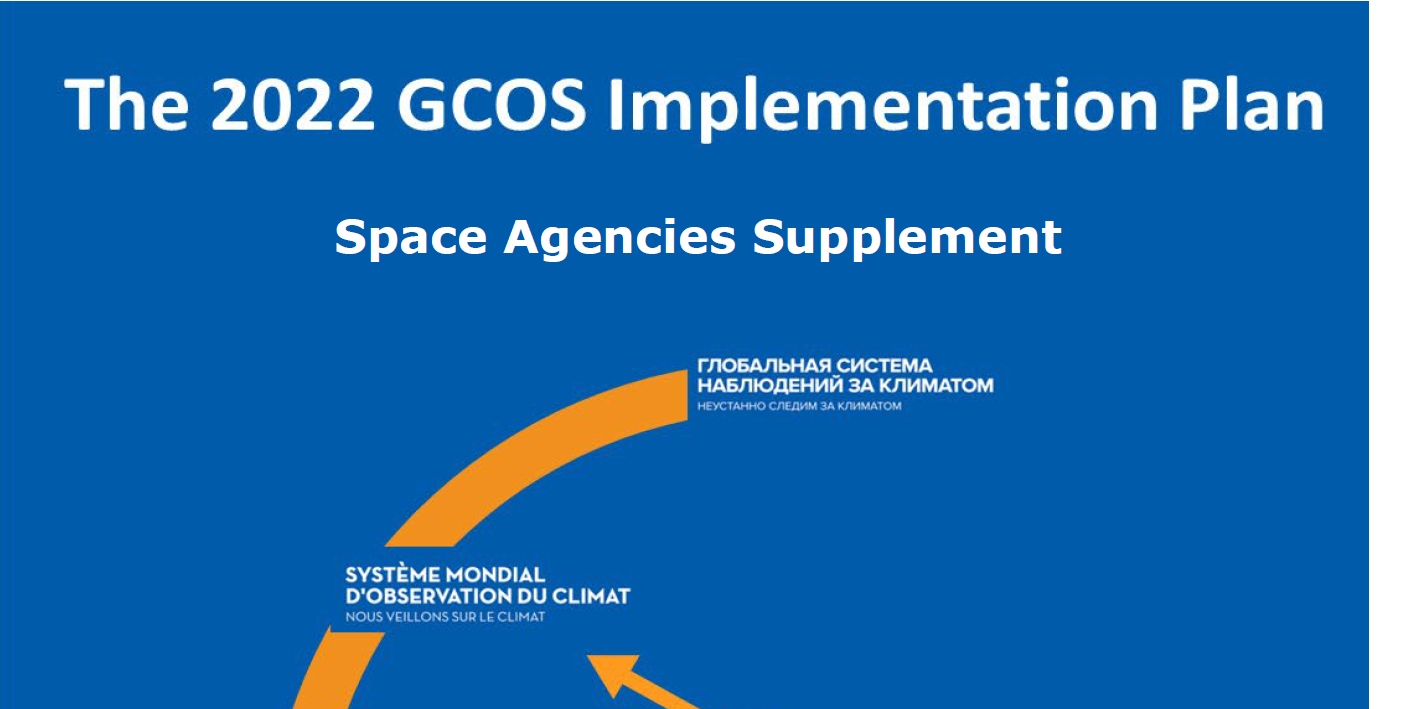 The 2022 GCOS Implementation Plan
Space Agencies Supplement
ГЛОБАЛЬНАЯ СИСТЕМА
НАБЛЮДЕНИЙ ЗА КЛИМАТОМ
НЕУСТАННО СЛЕДИМ ЗА КЛИМАТОМ
SYSTÈME MONDIAL
D'OBSERVATION DU CLIMAT
NOUS VEILLONS SUR LE CLIMAT